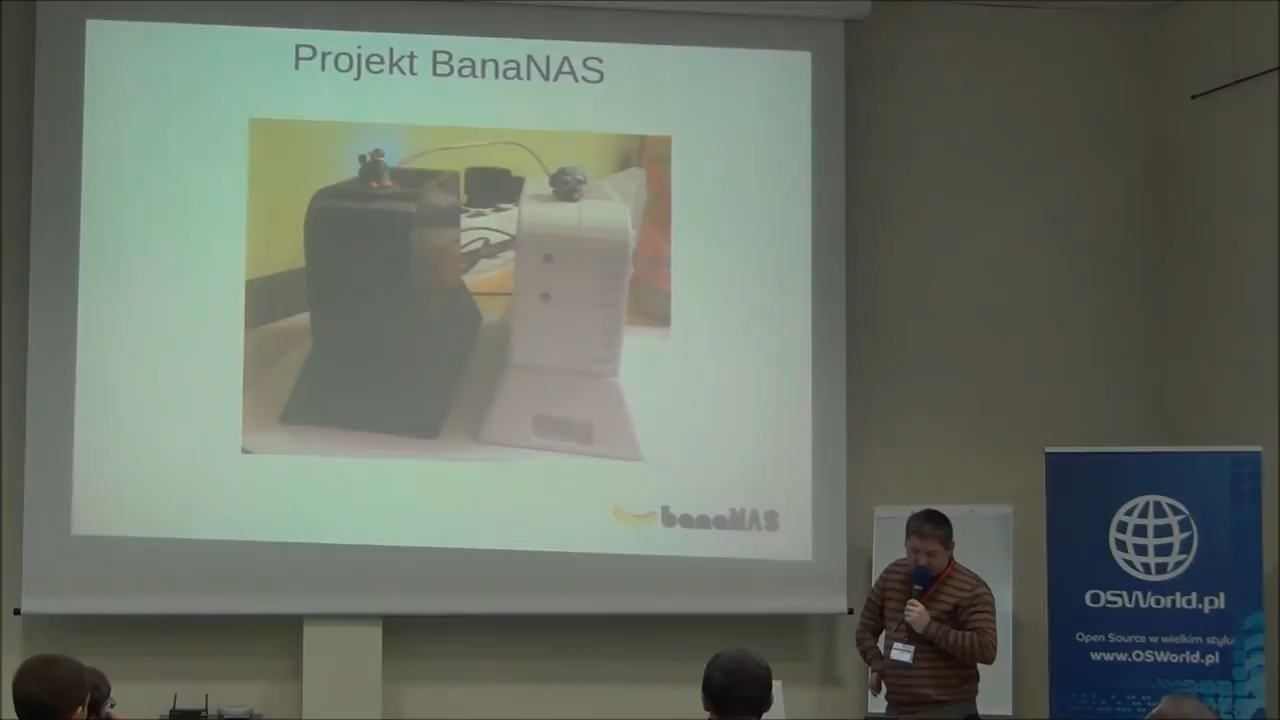 Projekt BanaNAS
banaNAS
OSWorld.pl
Open Source w wielkim stylu
www.OSWorld.pl